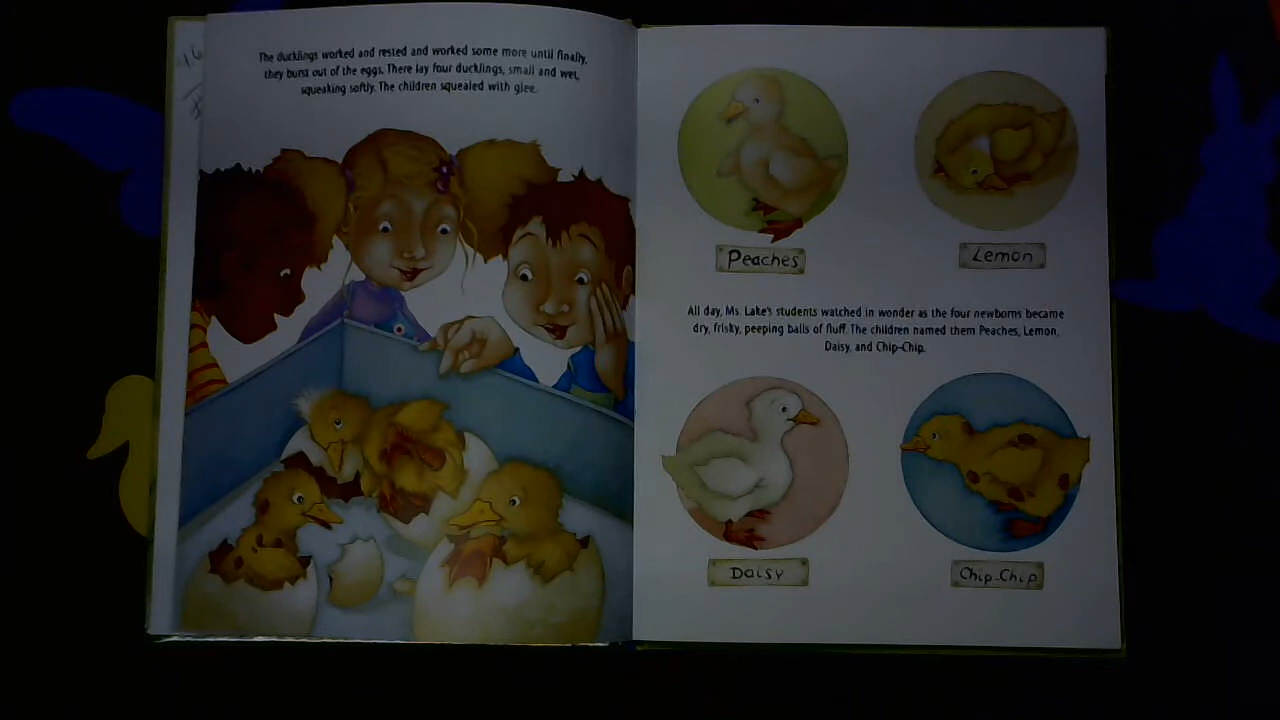 The ducklings worked and rested and worked some more until finally,
they burst out of the eggs. There lay four ducklings, small and wet,
squeaking softly. The children squealed with glee.
Peaches
Lemon
All day, Ms. Lake's students watched in wonder as the four newborns became
dry, frisky, peeping balls of fluff. The children named them Peaches, Lemon,
Daisy, and Chip-Chip.
Daisy
Chip-Chip